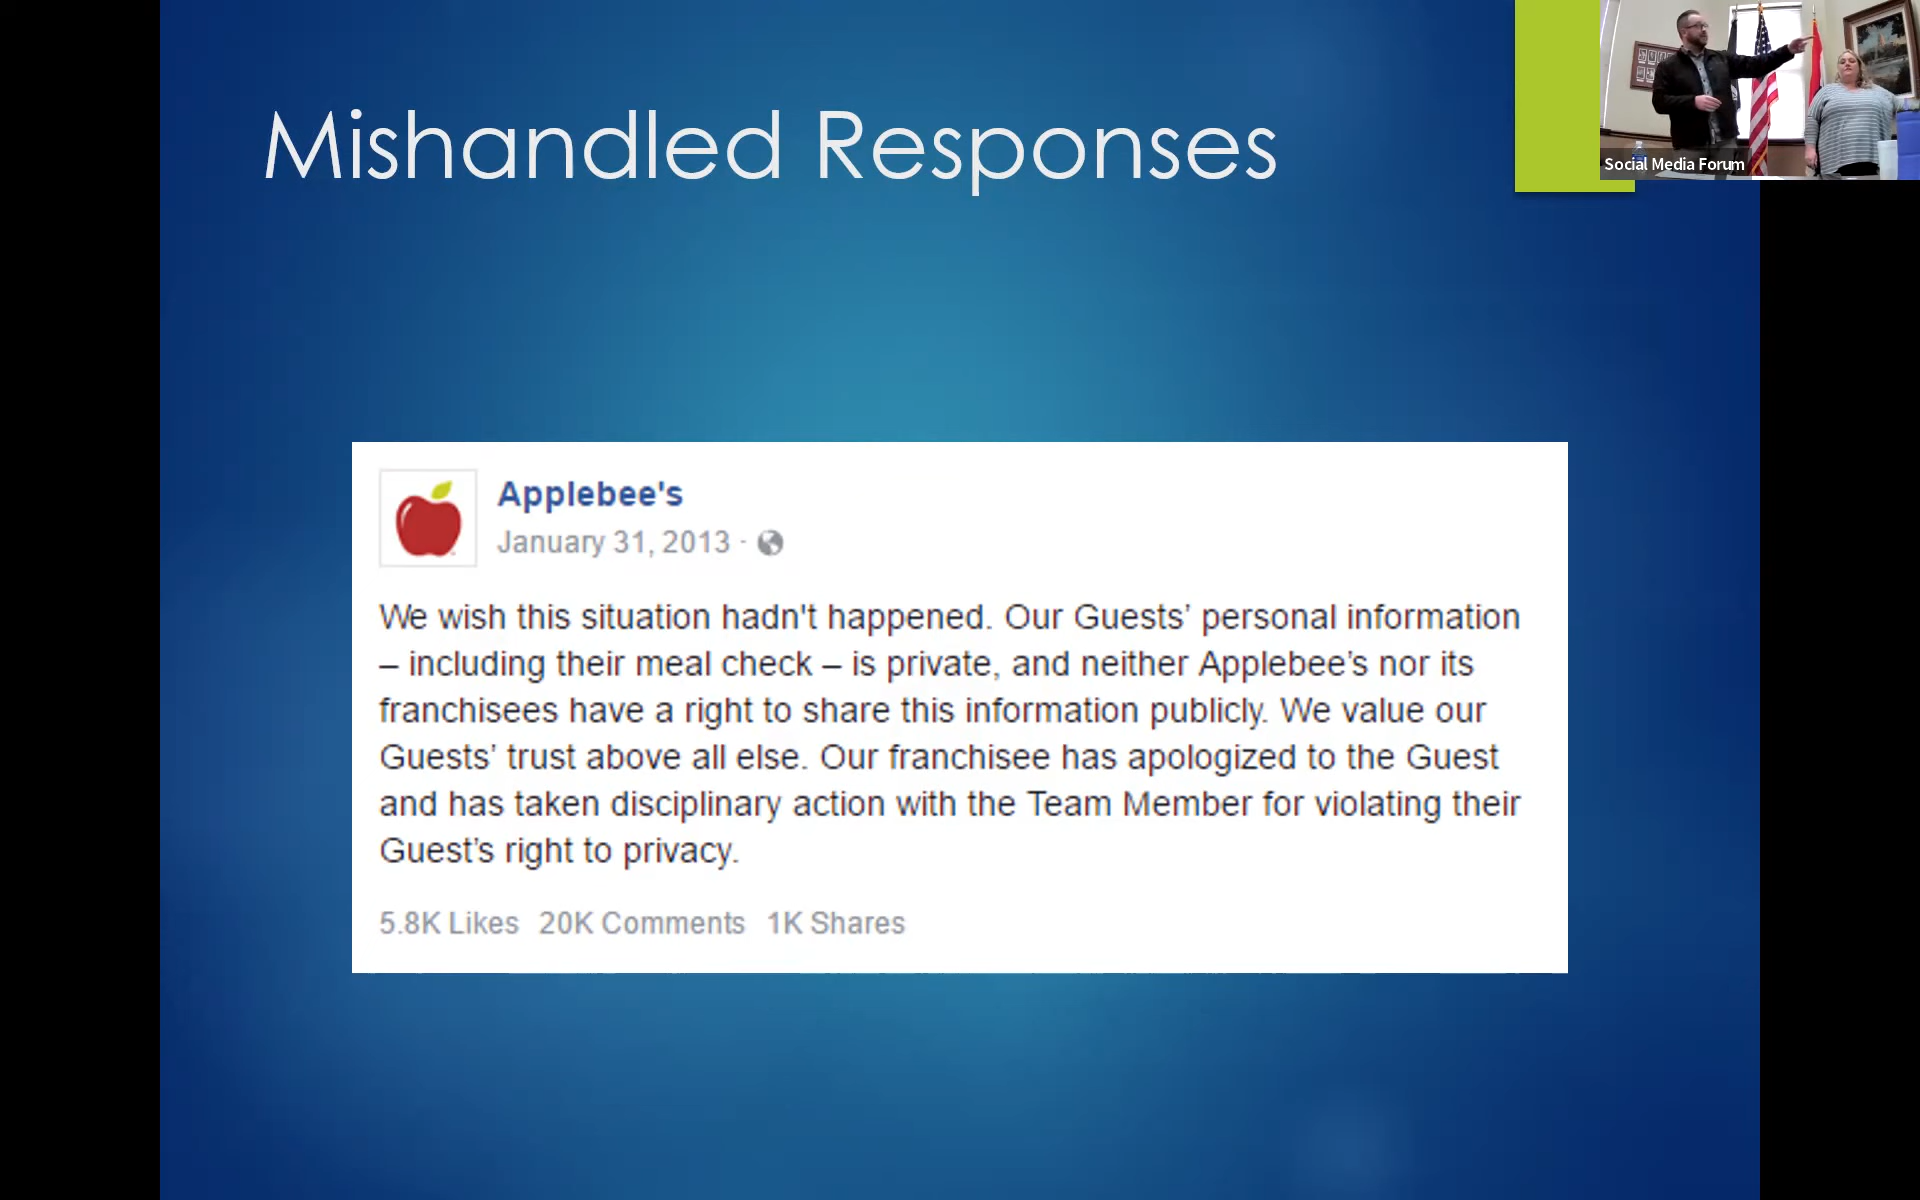 Mishandled Responses
Social Media Forum
Applebee's
January 31, 2013 ·
We wish this situation hadn't happened. Our Guests’ personal information
– including their meal check – is private, and neither Applebee’s nor its
franchisees have a right to share this information publicly. We value our
Guests’ trust above all else. Our franchisee has apologized to the Guest
and has taken disciplinary action with the Team Member for violating their
Guest’s right to privacy.
5.8K Likes 20K Comments 1K Shares